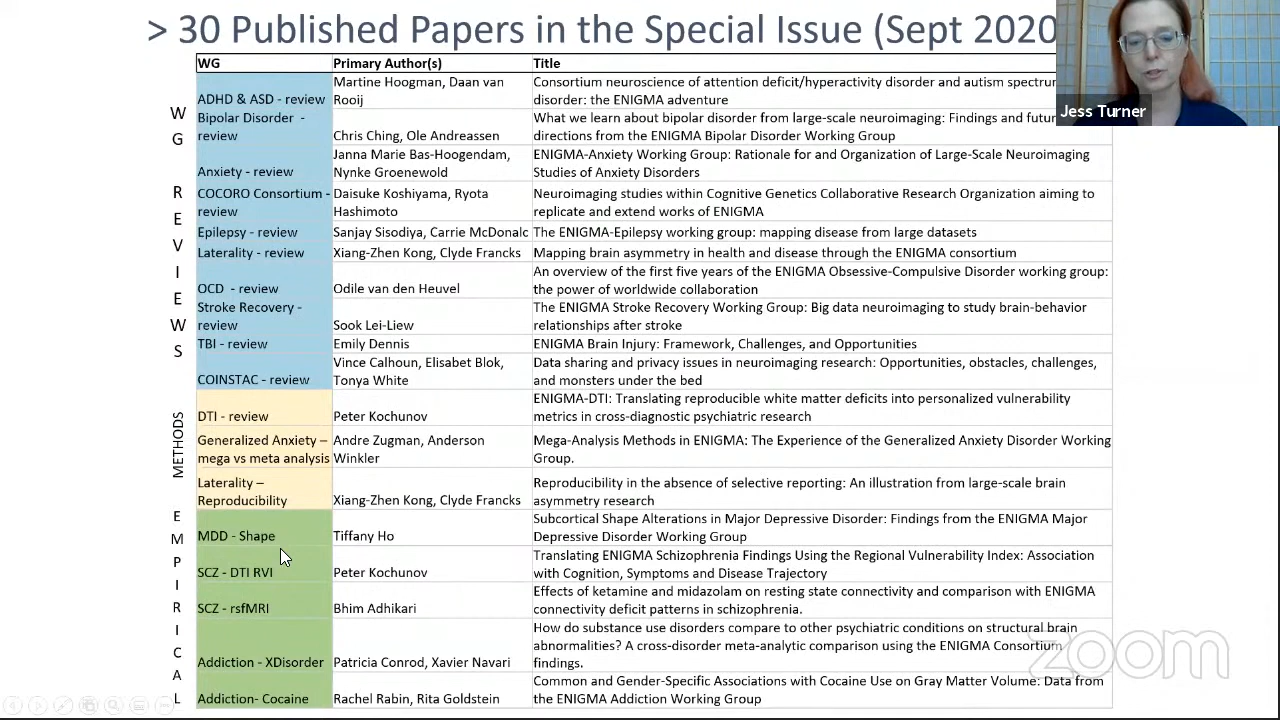 > 30 Published Papers in the Special Issue (Sept 2020
Jess Turner
WG Primary Author(s) Title
WG REVIEWS
Martine Hoogman, Daan van Consortium neuroscience of attention deficit/hyperactivity disorder and autism spectrum
ADHD & ASD - review Rooij disorder: the ENIGMA adventure
Bipolar Disorder - What we learn about bipolar disorder from large-scale neuroimaging: Findings and
review Chris Ching, Ole Andreassen directions from the ENIGMA Bipolar Disorder Working Group
Janna Marie Bas-Hoogendam, ENIGMA-Anxiety Working Group: Rationale for and Organization of Large-Scale Neuroimaging
Anxiety - review Nynke Groenewold Studies of Anxiety Disorders
COCORO Consortium - Daisuke Koshiyama, Ryota Neuroimaging studies within Cognitive Genetics Collaborative Research Organization aiming to
review Hashimoto replicate and extend works of ENIGMA
Epilepsy - review Sanjay Sisodiya, Carrie McDonalc The ENIGMA-Epilepsy working group: mapping disease from large datasets
Laterality - review Xiang-Zhen Kong, Clyde Francks Mapping brain asymmetry in health and disease through the ENIGMA consortium
An overview of the first five years of the ENIGMA Obsessive-Compulsive Disorder working group:
OCD - review Odile van den Heuvel the power of worldwide collaboration
Stroke Recovery - The ENIGMA Stroke Recovery Working Group: Big data neuroimaging to study brain-behavior
review Sook Lei-Liew relationships after stroke
TBI - review Emily Dennis ENIGMA Brain Injury: Framework, Challenges, and Opportunities
Vince Calhoun, Elisabet Blok, Data sharing and privacy issues in neuroimaging research: Opportunities, obstacles, challenges,
COINSTAC - review Tonya White and monsters under the bed
METHODS
ENIGMA-DTI: Translating reproducible white matter deficits into personalized vulnerability
DTI - review Peter Kochunov metrics in cross-diagnostic psychiatric research
Generalized Anxiety – Andre Zugman, Anderson Mega-Analysis Methods in ENIGMA: The Experience of the Generalized Anxiety Disorder Working
mega vs meta analysis Winkler Group.
Laterality – Reproducibility in the absence of selective reporting: An illustration from large-scale brain
Reproducibility Xiang-Zhen Kong, Clyde Francks asymmetry research
EMPIRICAL
Subcortical Shape Alterations in Major Depressive Disorder: Findings from the ENIGMA Major
MDD - Shape Tiffany Ho Depressive Disorder Working Group
Translating ENIGMA Schizophrenia Findings Using the Regional Vulnerability Index: Association
SCZ - DTI RVI Peter Kochunov with Cognition, Symptoms and Disease Trajectory
Effects of ketamine and midazolam on resting state connectivity and comparison with ENIGMA
SCZ - rsfMRI Bhim Adhikari connectivity deficit patterns in schizophrenia.
How do substance use disorders compare to other psychiatric conditions on structural brain
abnormalities? A cross-disorder meta-analytic comparison using the ENIGMA Consortium
Addiction - XDisorder Patricia Conrod, Xavier Navari findings.
Common and Gender-Specific Associations with Cocaine Use on Gray Matter Volume: Data from
Addiction- Cocaine Rachel Rabin, Rita Goldstein the ENIGMA Addiction Working Group
zoom